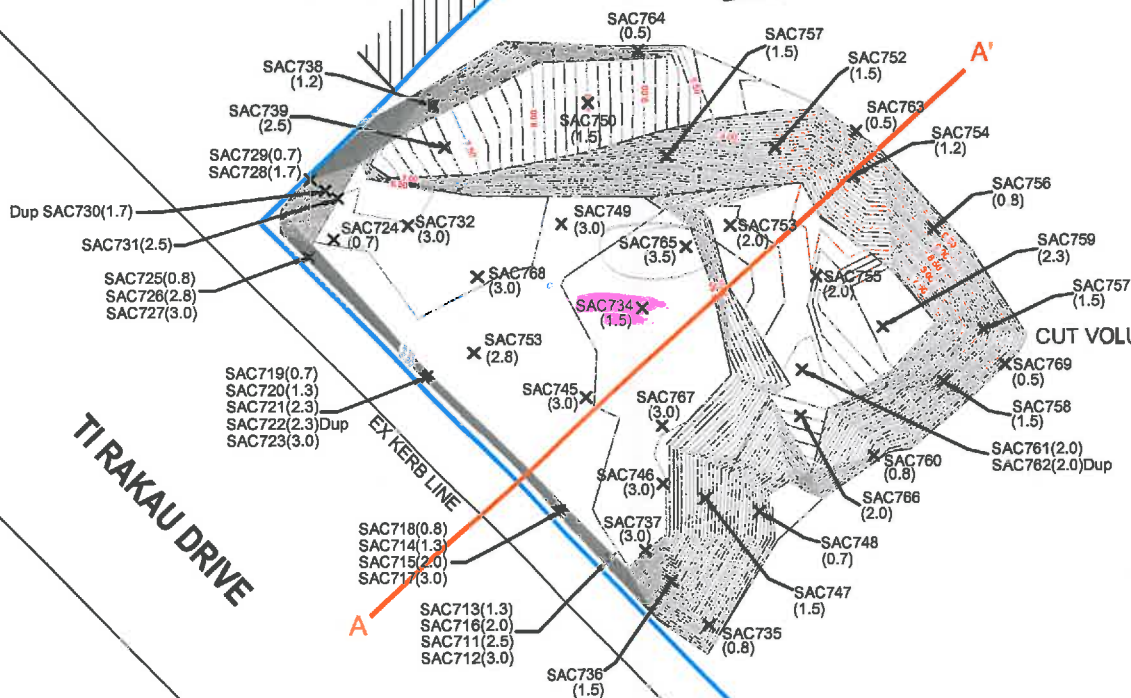 SAC764
(0.5)
SAC757
(1.5)
A'
SAC752
(1.5)
SAC738
(1.2)
SAC739
(2.5)
SAC750
(1.5)
SAC763
(0.5)
SAC754
(1.2)
SAC729(0.7)
SAC728(1.7)
SAC756
(0.8)
Dup SAC730(1.7)
SAC731(2.5)
SAC724
(0.7)
SAC732
(3.0)
SAC749
(3.0)
SAC765
(3.5)
SAC753
(2.0)
SAC759
(2.3)
SAC725(0.8)
SAC726(2.8)
SAC727(3.0)
SAC768
(3.0)
SAC755
(2.0)
SAC757
(1.5)
c
SAC734
(1.5)
CUT VOLU
SAC753
(2.8)
SAC769
(0.5)
SAC719(0.7)
SAC720(1.3)
SAC721(2.3)
SAC722(2.3)Dup
SAC723(3.0)
SAC745
(3.0)
SAC767
(3.0)
SAC758
(1.5)
TI RAKAU DRIVE
EX KERB LINE
SAC761(2.0)
SAC762(2.0)Dup
SAC760
(0.8)
SAC746
(3.0)
SAC766
(2.0)
SAC718(0.8)
SAC714(1.3)
SAC715(2.0)
SAC717(3.0)
SAC737
(3.0)
SAC748
(0.7)
SAC747
(1.5)
A
SAC713(1.3)
SAC716(2.0)
SAC711(2.5)
SAC712(3.0)
SAC735
(0.8)
SAC736
(1.5)